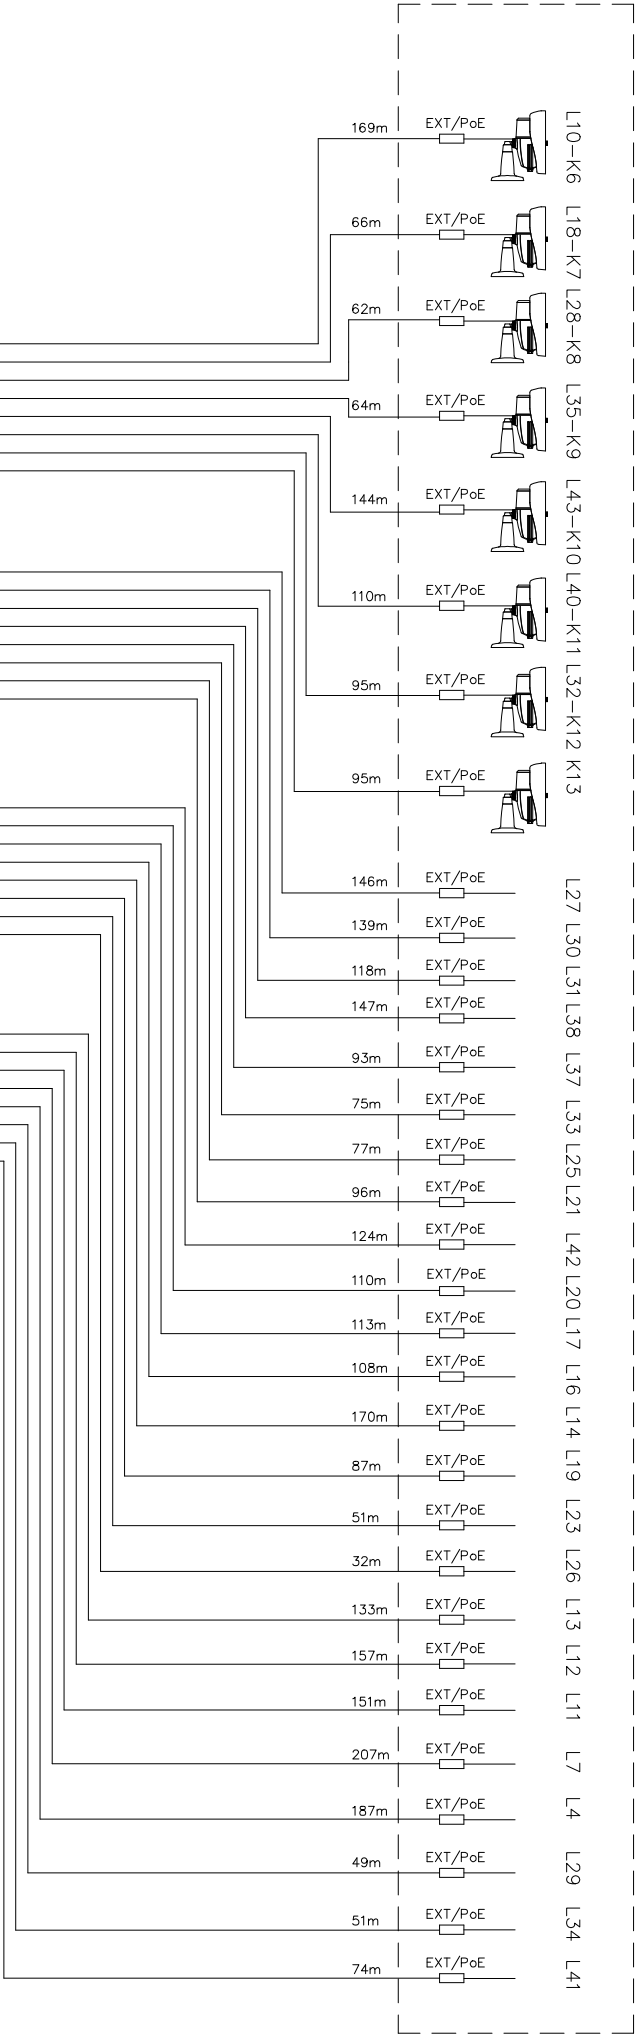 169m EXT/PoE L10-K6
66m EXT/PoE L18-K7
62m EXT/PoE L28-K8
64m EXT/PoE L35-K9
144m EXT/PoE L43-K10
110m EXT/PoE L40-K11
95m EXT/PoE L32-K12
95m EXT/PoE K13
146m EXT/PoE L27
139m EXT/PoE L30
118m EXT/PoE L31
147m EXT/PoE L38
93m EXT/PoE L37
75m EXT/PoE L33
77m EXT/PoE L25
96m EXT/PoE L21
124m EXT/PoE L42
110m EXT/PoE L20
113m EXT/PoE L17
108m EXT/PoE L16
170m EXT/PoE L14
87m EXT/PoE L19
51m EXT/PoE L23
32m EXT/PoE L26
133m EXT/PoE L13
157m EXT/PoE L12
151m EXT/PoE L11
207m EXT/PoE L7
187m EXT/PoE L4
49m EXT/PoE L29
51m EXT/PoE L34
74m EXT/PoE L41